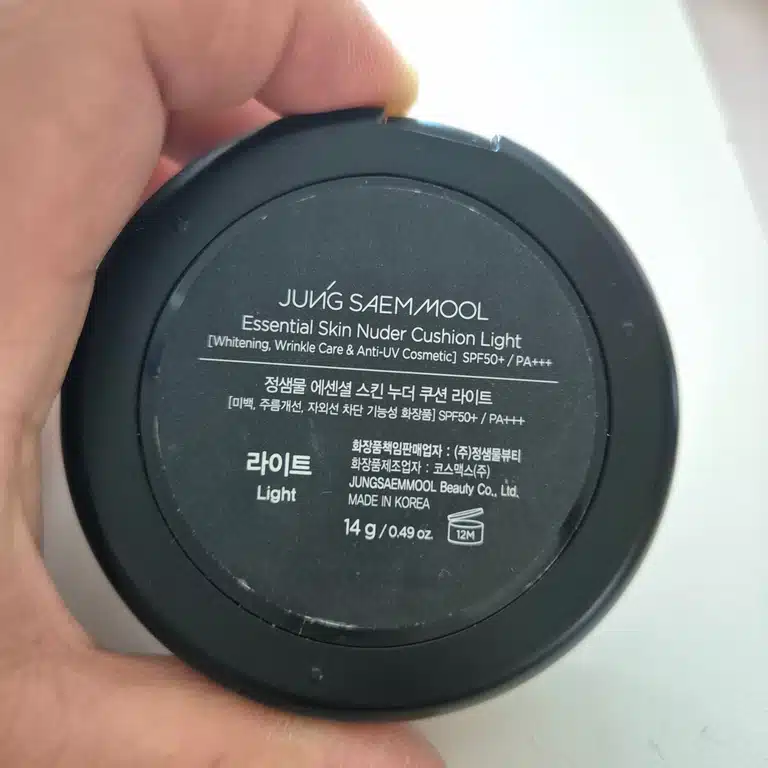 JUNG SAEMMOOL
Essential Skin Nuder Cushion Light
[Whitening, Wrinkle Care & Anti-UV Cosmetic] SPF50+ / PA+++
정샘물 에센셜 스킨 누더 쿠션 라이트
[미백, 주름개선, 자외선 차단 기능성 화장품] SPF50+ / PA+++
라이트
Light
화장품책임판매업자 : (주)정샘물뷰티
화장품제조업자 : 코스맥스(주)
JUNGSAEMMOOL Beauty Co., Ltd.
MADE IN KOREA
14 g / 0.49 oz.
12M